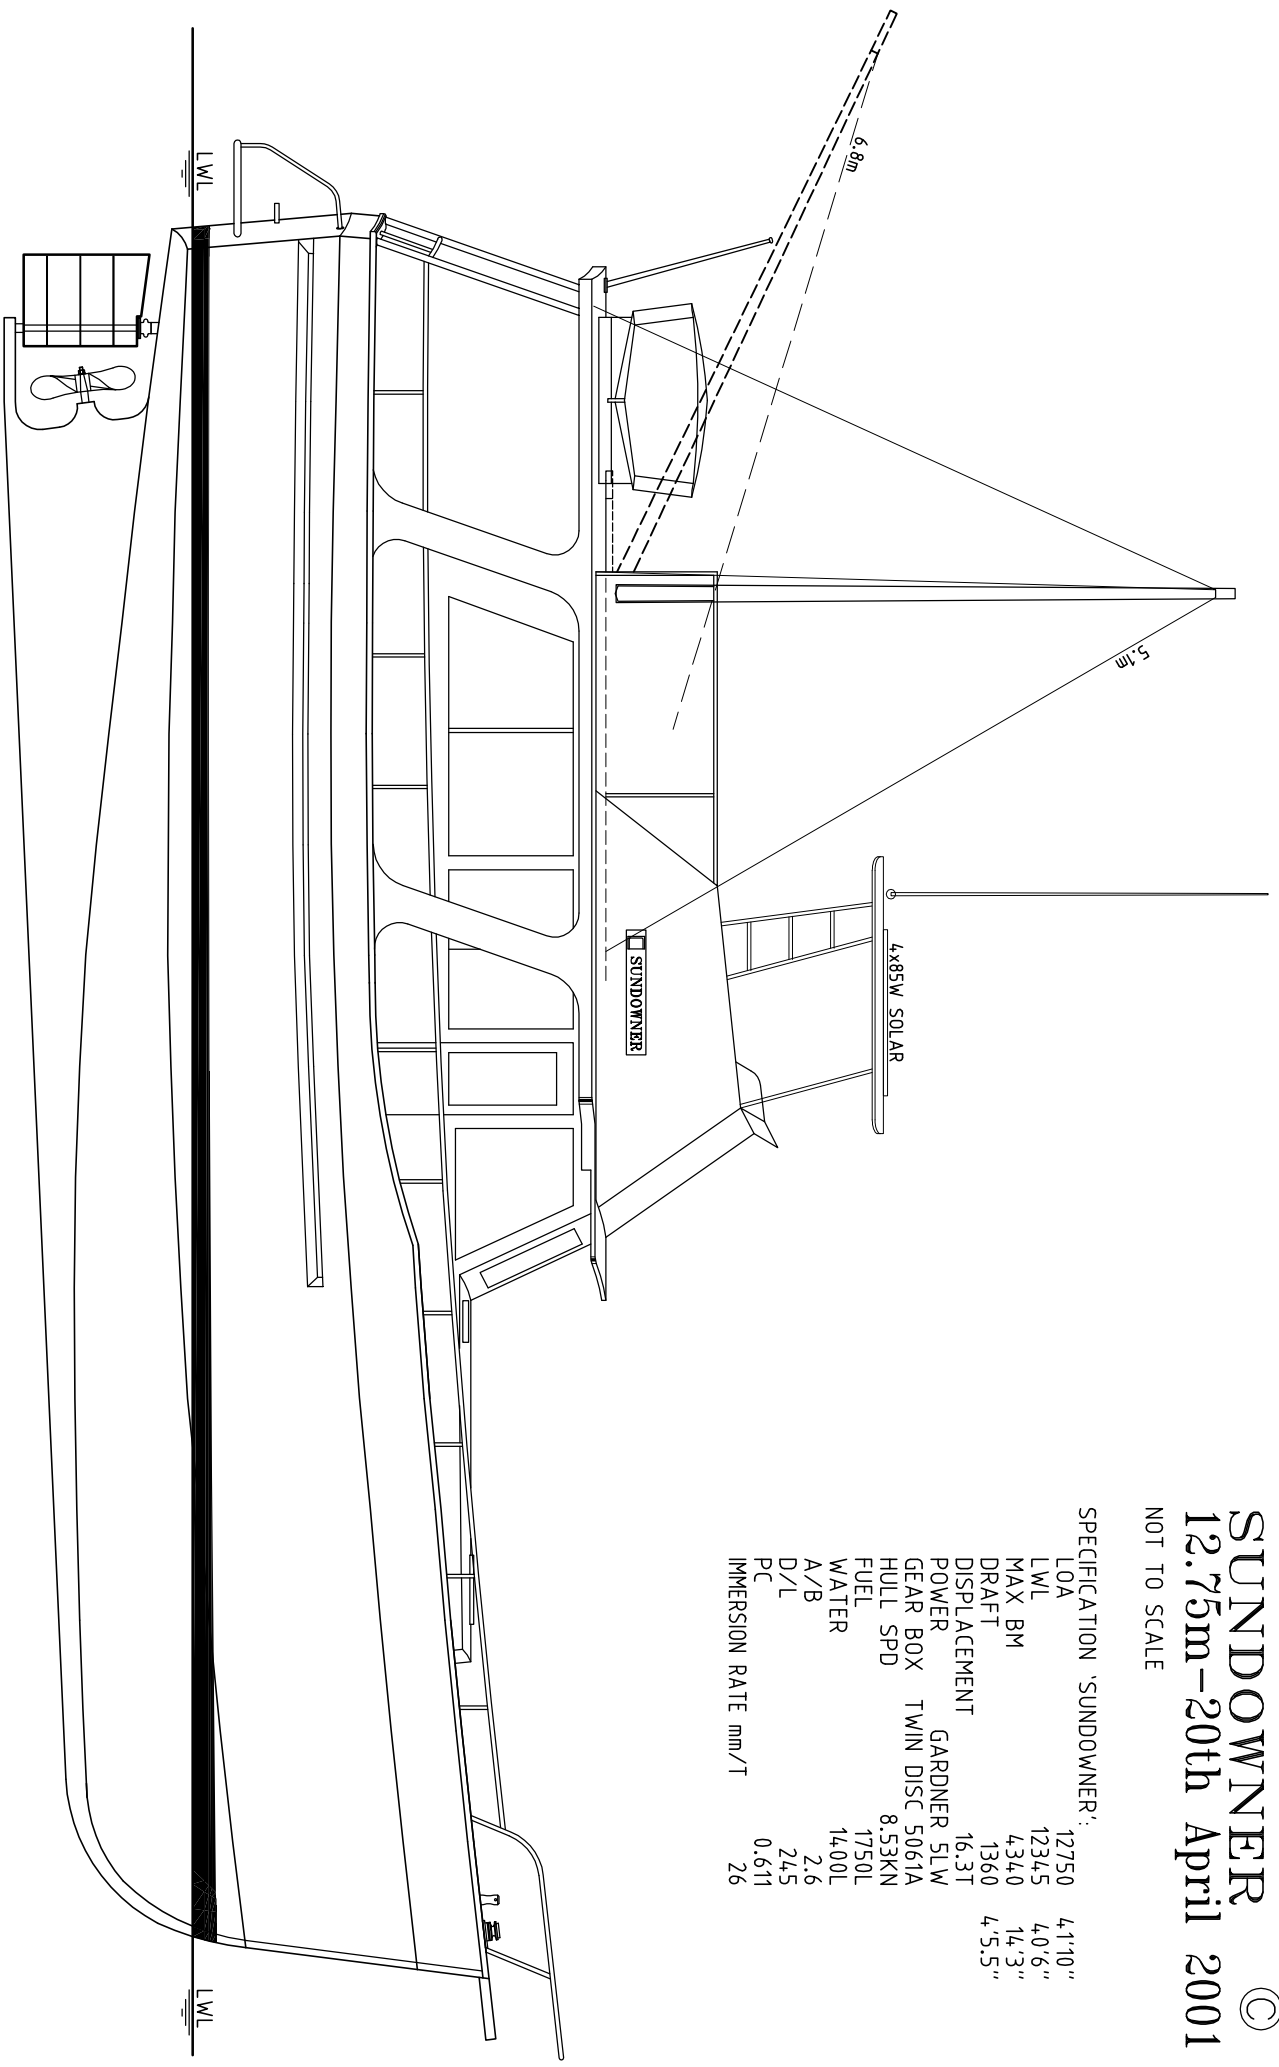 SUNDOWNER ©
12.75m-20th April 2001
NOT TO SCALE
SPECIFICATION 'SUNDOWNER':
LOA 12750 41'10''
LWL 12345 40'6''
MAX BM 4340 14'3''
DRAFT 1360 4'5.5''
DISPLACEMENT 16.3T
POWER GARDNER 5LW
GEAR BOX TWIN DISC 5061A
HULL SPD 8.53KN
FUEL 1750L
WATER 1400L
A/B 2.6
D/L 245
PC 0.611
IMMERSION RATE mm/T 26
4x85W SOLAR
5.1m
6.8m
SUNDOWNER
LWL
LWL